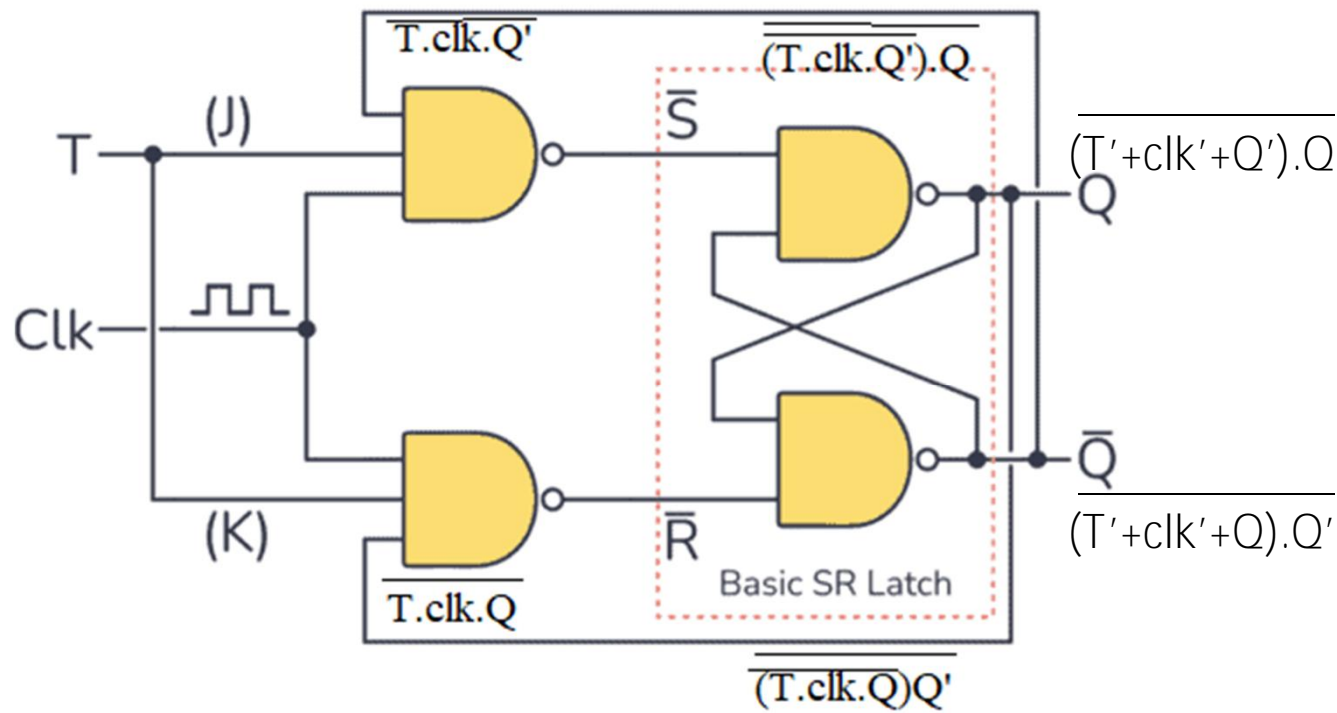 T.clk.Q'
(T.clk.Q').Q
(J)
S̅
(T'+clk'+Q').Q
T
Q
Clk
Q̅
(T'+clk'+Q).Q'
(K)
R̅
Basic SR Latch
T.clk.Q
(T.clk.Q)Q'